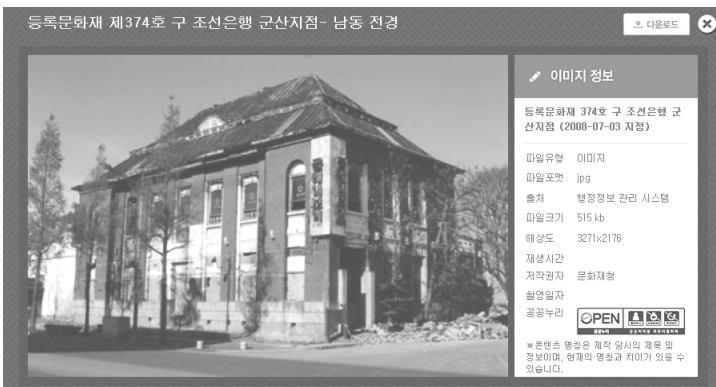 등록문화재 제374호 구 조선은행 군산지점- 남동 전경
다운로드
이미지 정보
등록문화재 374호 구 조선은행 군
산지점 (2008-07-03 지정)
파일유형 이미지
파일포맷 jpg
출처 행정정보 관리 시스템
파일크기 515 kb
해상도 3271x2176
재생시간
저작권자 문화재청
촬영일자
공공누리
OPEN
공공누리
※콘텐츠 명칭은 제작 당시의 제목 및
정보이며, 현재의 명칭과 차이가 있을 수
있습니다.